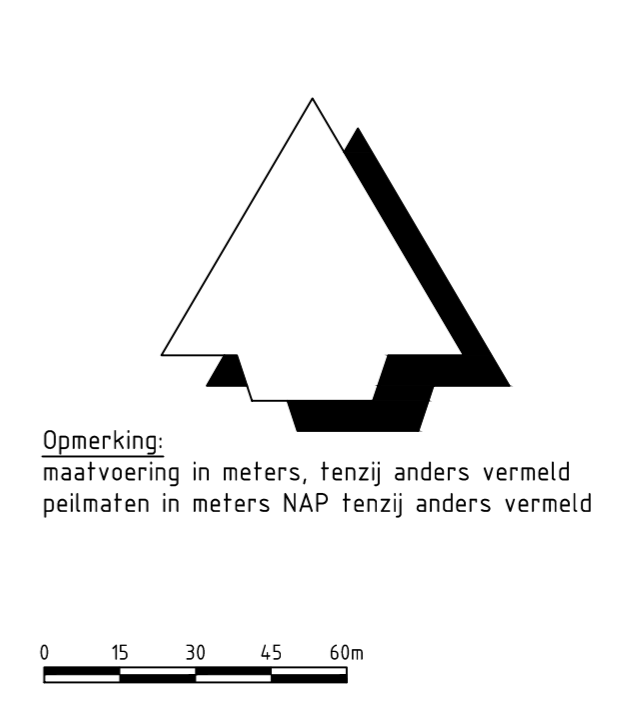 Opmerking:
maatvoering in meters, tenzij anders vermeld
peilmaten in meters NAP tenzij anders vermeld
0 15 30 45 60m